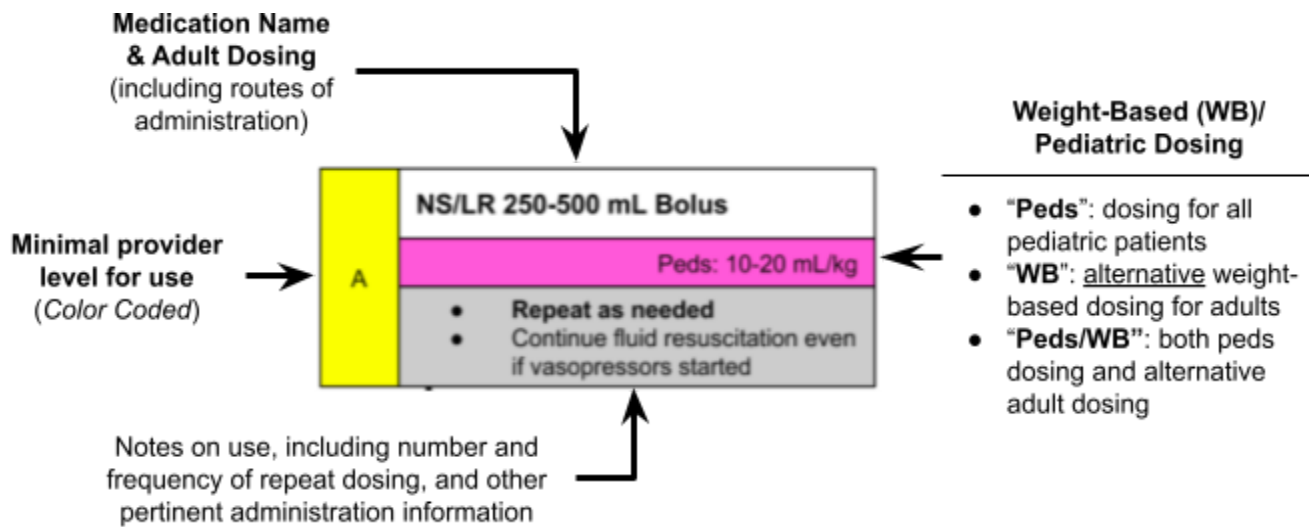 Medication Name
& Adult Dosing
(including routes of
administration)
Weight-Based (WB)/
Pediatric Dosing
NS/LR 250-500 mL Bolus
Minimal provider
level for use
(Color Coded)
A
Peds: 10-20 mL/kg
● Repeat as needed
● Continue fluid resuscitation even
if vasopressors started
● “Peds”: dosing for all
pediatric patients
● “WB”: alternative weight-
based dosing for adults
● “Peds/WB”: both peds
dosing and alternative
adult dosing
Notes on use, including number and
frequency of repeat dosing, and other
pertinent administration information